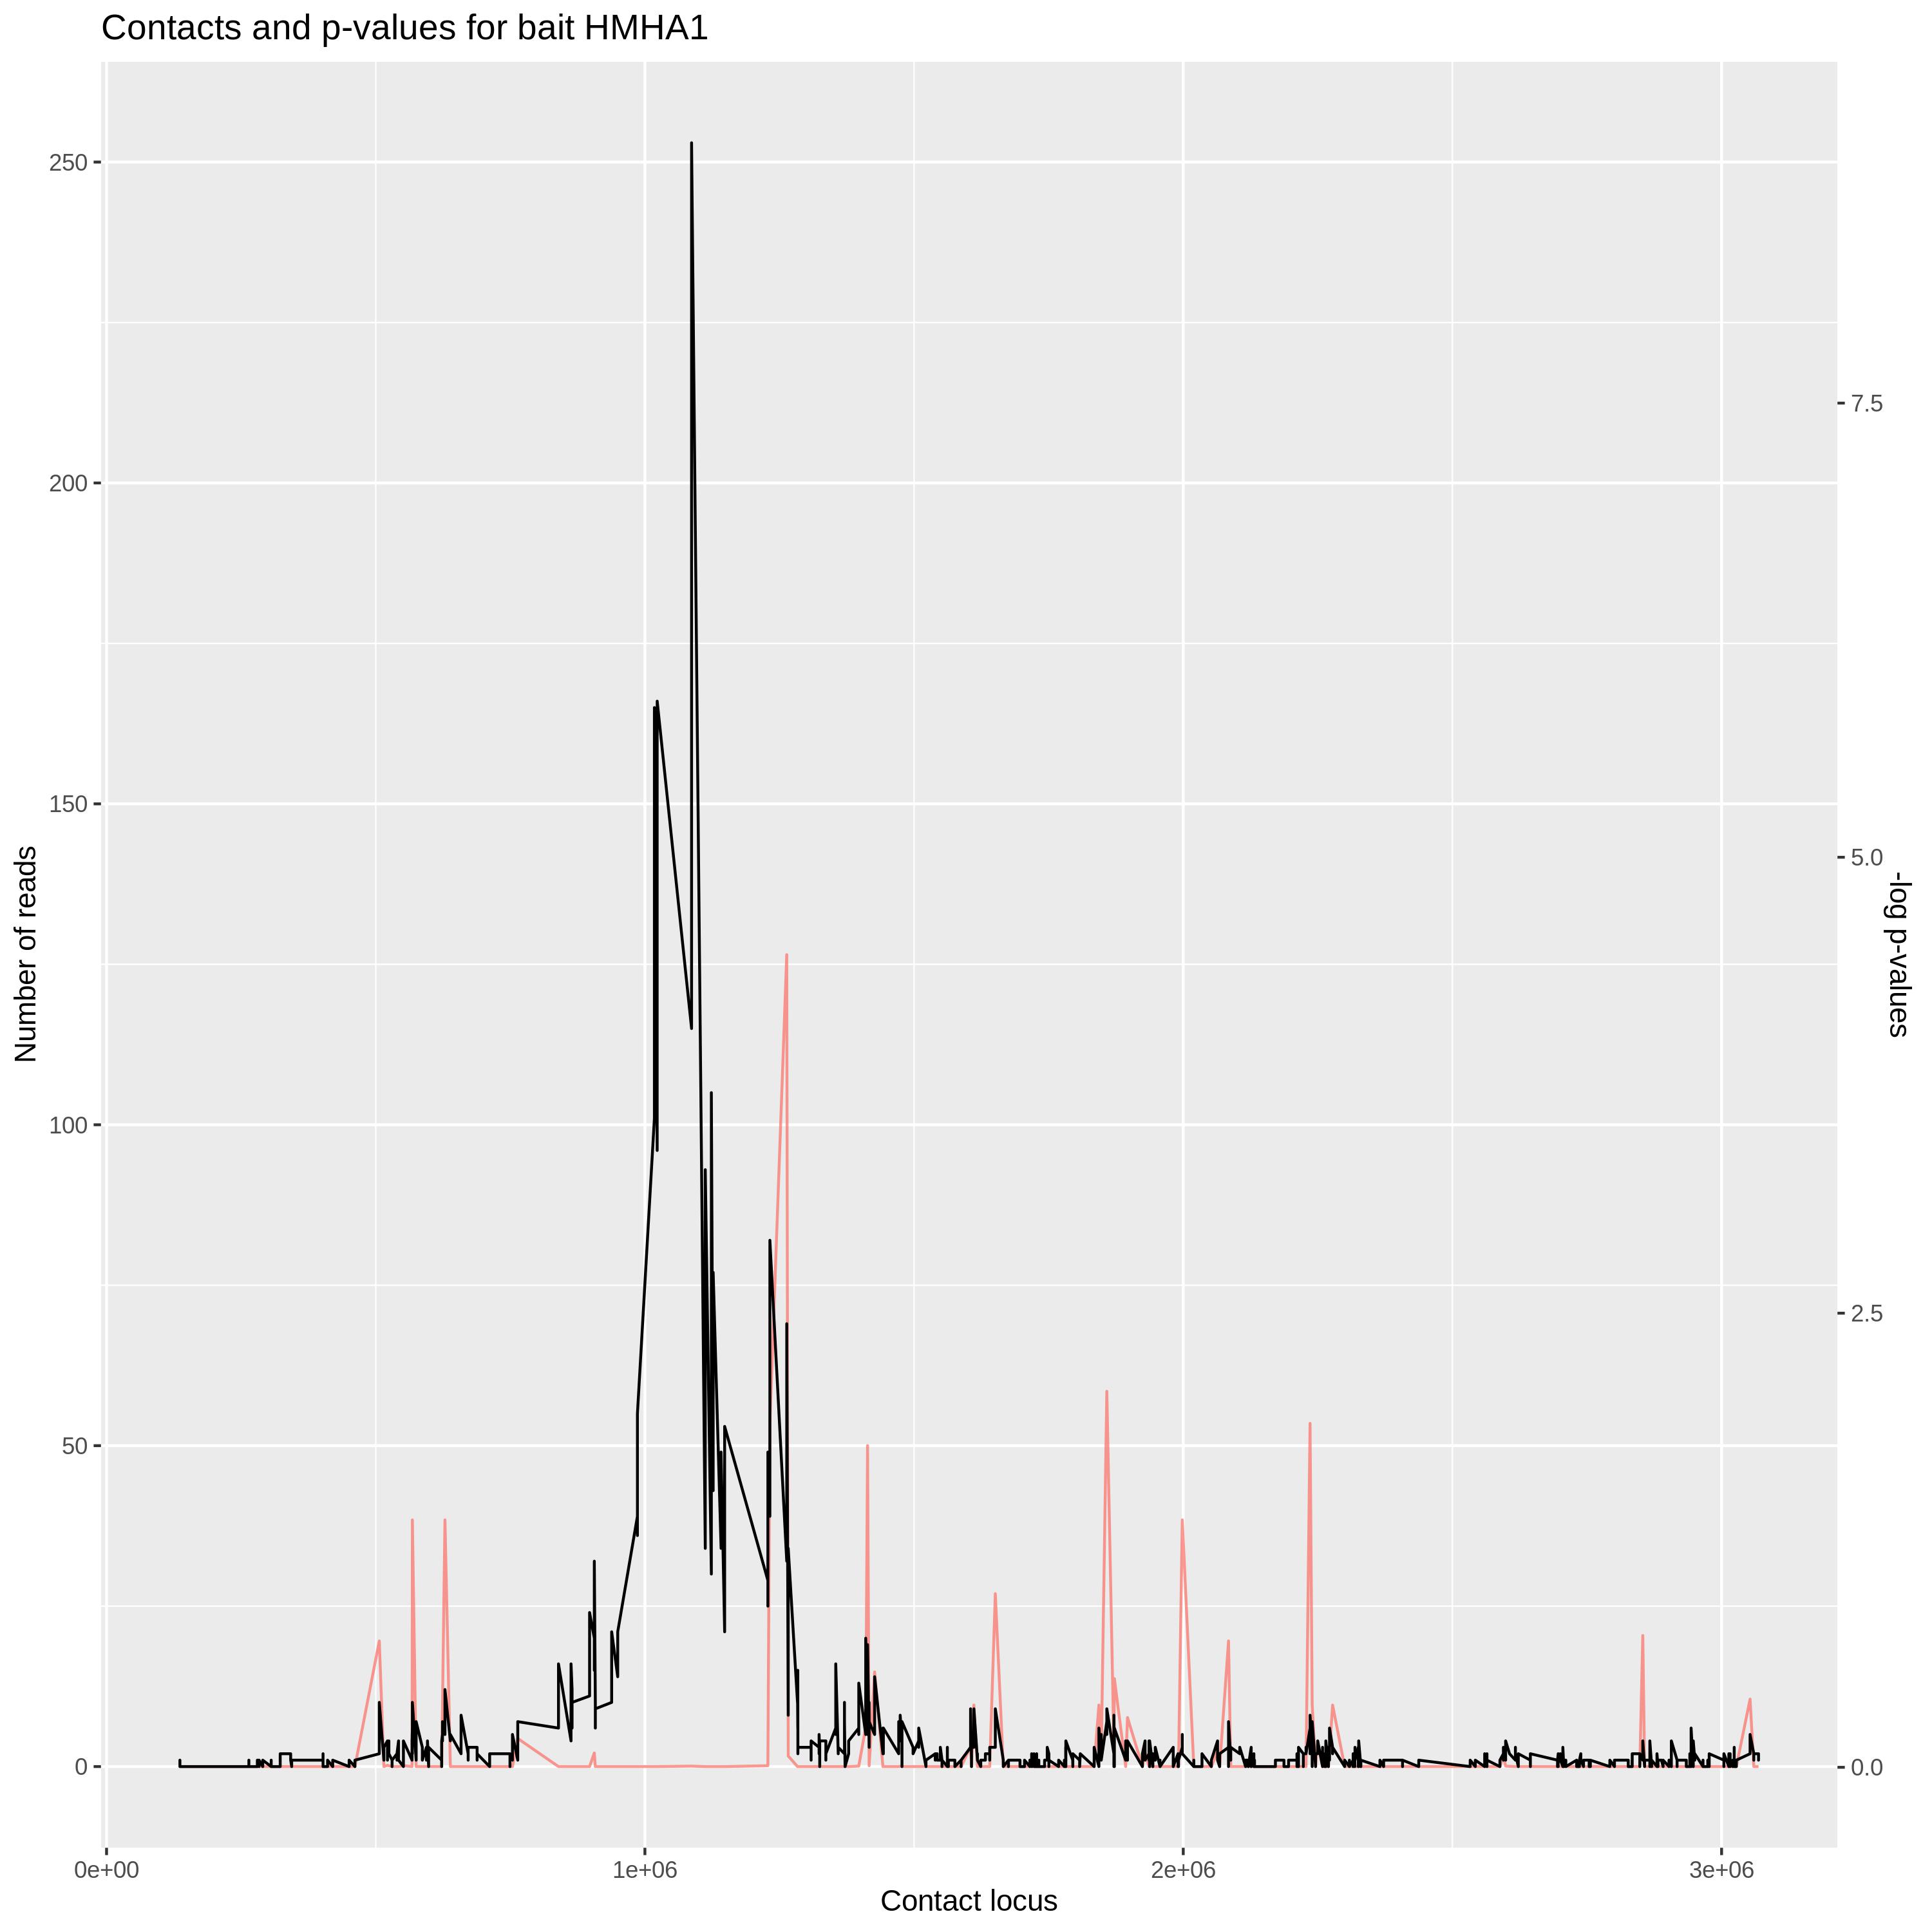 Contacts and p-values for bait HMHA1
250
200
150
100
50
0
Number of reads
7.5
5.0
2.5
0.0
-log p-values
0e+00
1e+06
2e+06
3e+06
Contact locus